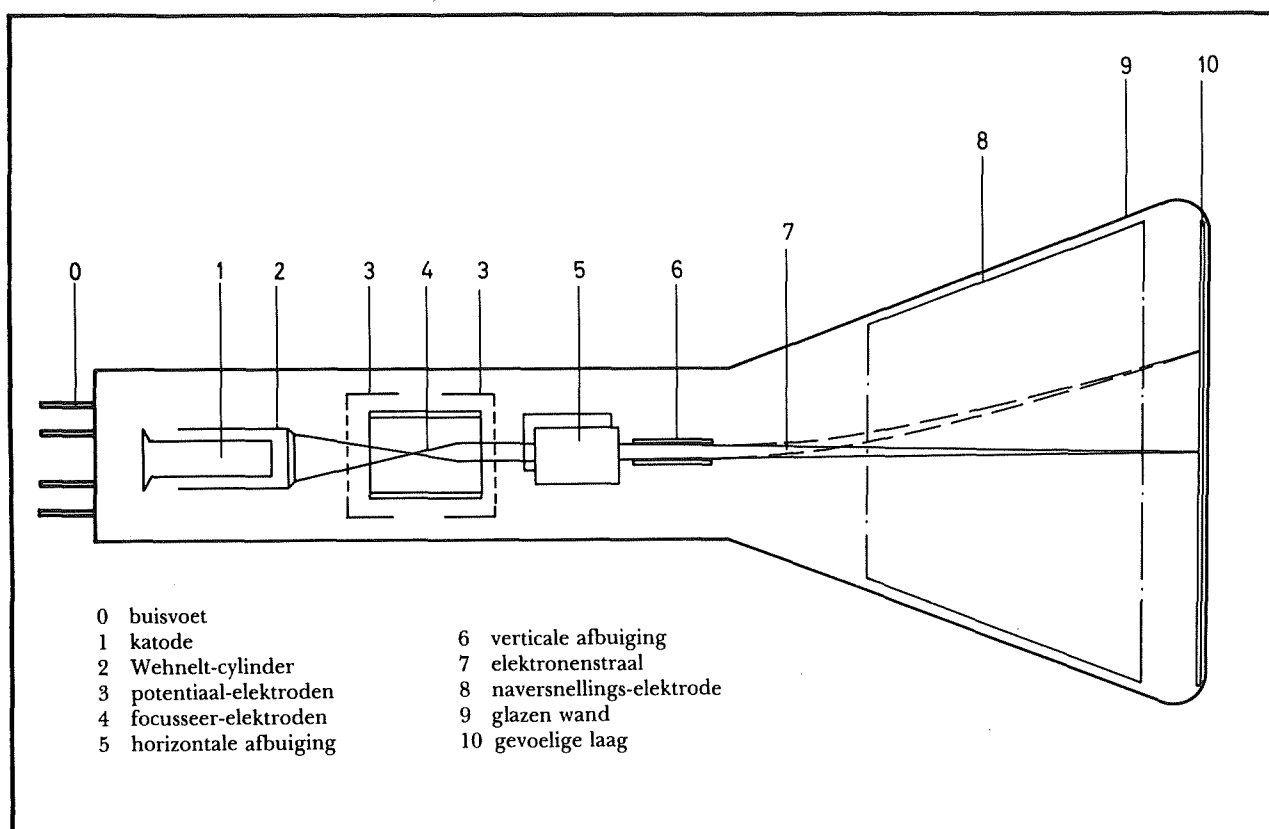 9
10
8
7
0
1
2
3
4
3
5
6
0 buisvoet
1 katode
2 Wehnelt-cylinder
3 potentiaal-elektroden
4 focusseer-elektroden
5 horizontale afbuiging
6 verticale afbuiging
7 elektronenstraal
8 naversnellings-elektrode
9 glazen wand
10 gevoelige laag